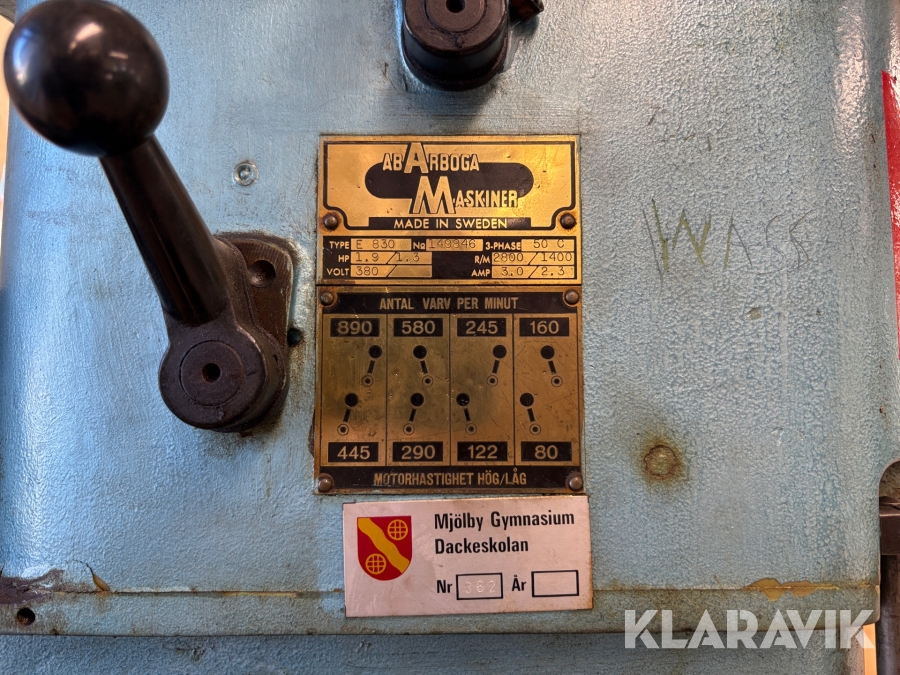 AB ARBOGA
MASKINER
MADE IN SWEDEN
TYPE E 830 No 149846 3-PHASE 50 C
HP 1.9 / 1.3 R/M 2800 / 1400
VOLT 380 / AMP 3.0 / 2.3
ANTAL VARV PER MINUT
890 580 245 160
445 290 122 80
MOTORHASTIGHET HÖG/LÅG
Mjölby Gymnasium
Dackeskolan
Nr 362 År
KLARAVIK